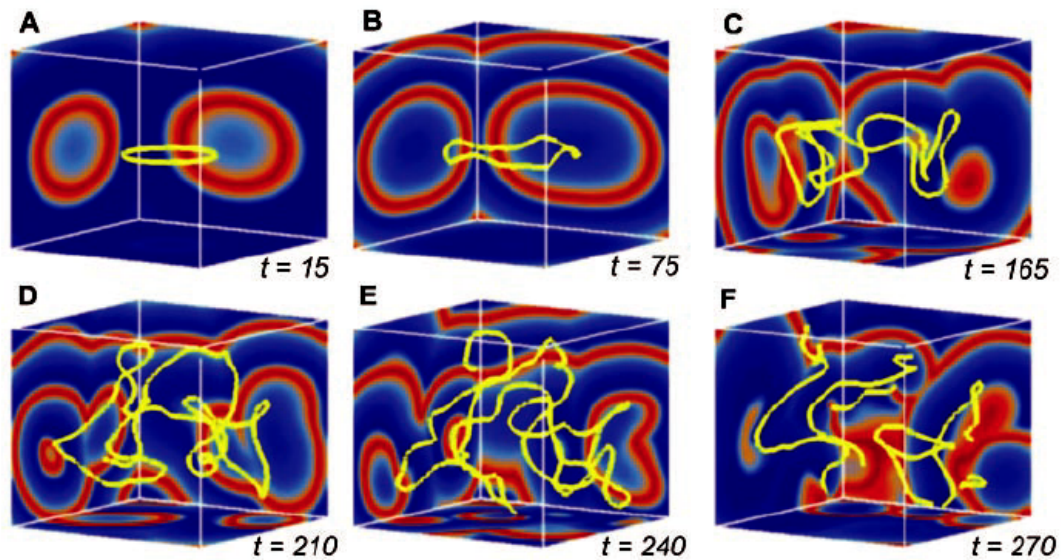 A
B
C
t = 15
t = 75
t = 165
D
E
F
t = 210
t = 240
t = 270